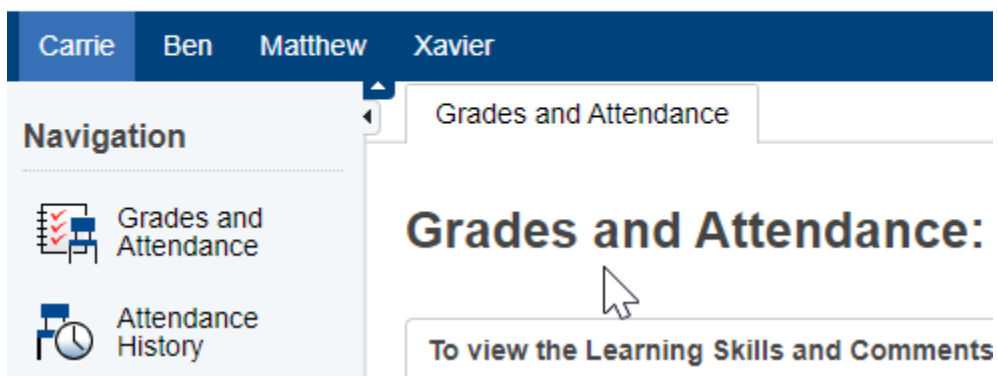 Carrie Ben Matthew Xavier
Grades and Attendance
Navigation
Grades and
Attendance
Grades and Attendance:
Attendance
History
To view the Learning Skills and Comments